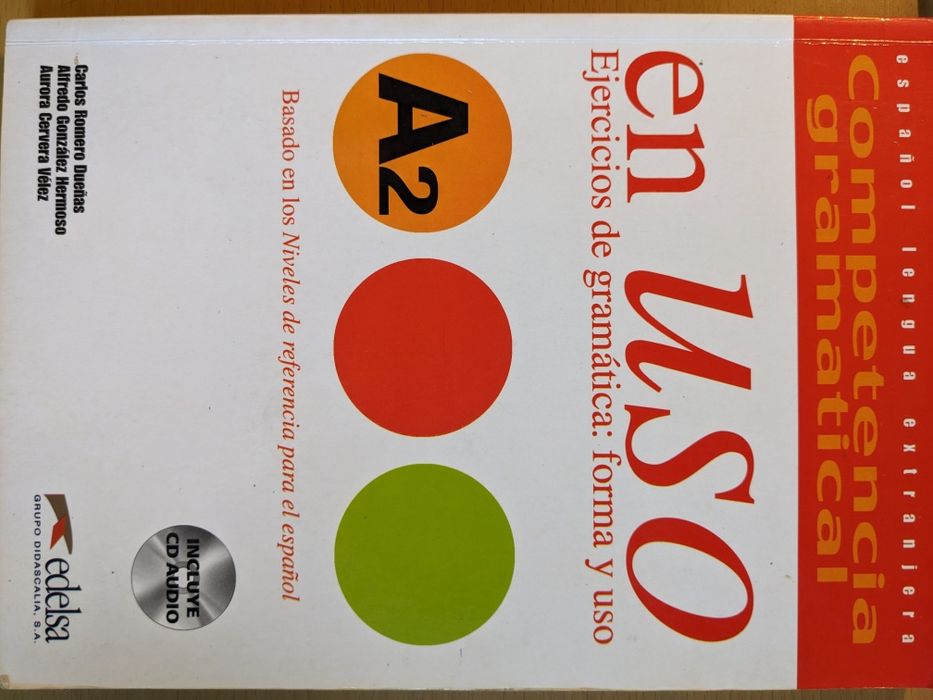 español lengua extranjera
Competencia
gramatical
en uso
Ejercicios de gramática: forma y uso
A2
Basado en los Niveles de referencia para el español
INCLUYE
CD AUDIO
Carlos Romero Dueñas
Alfredo González Hermoso
Aurora Cervera Vélez
edelsa
GRUPO DIDASCALIA, S.A.